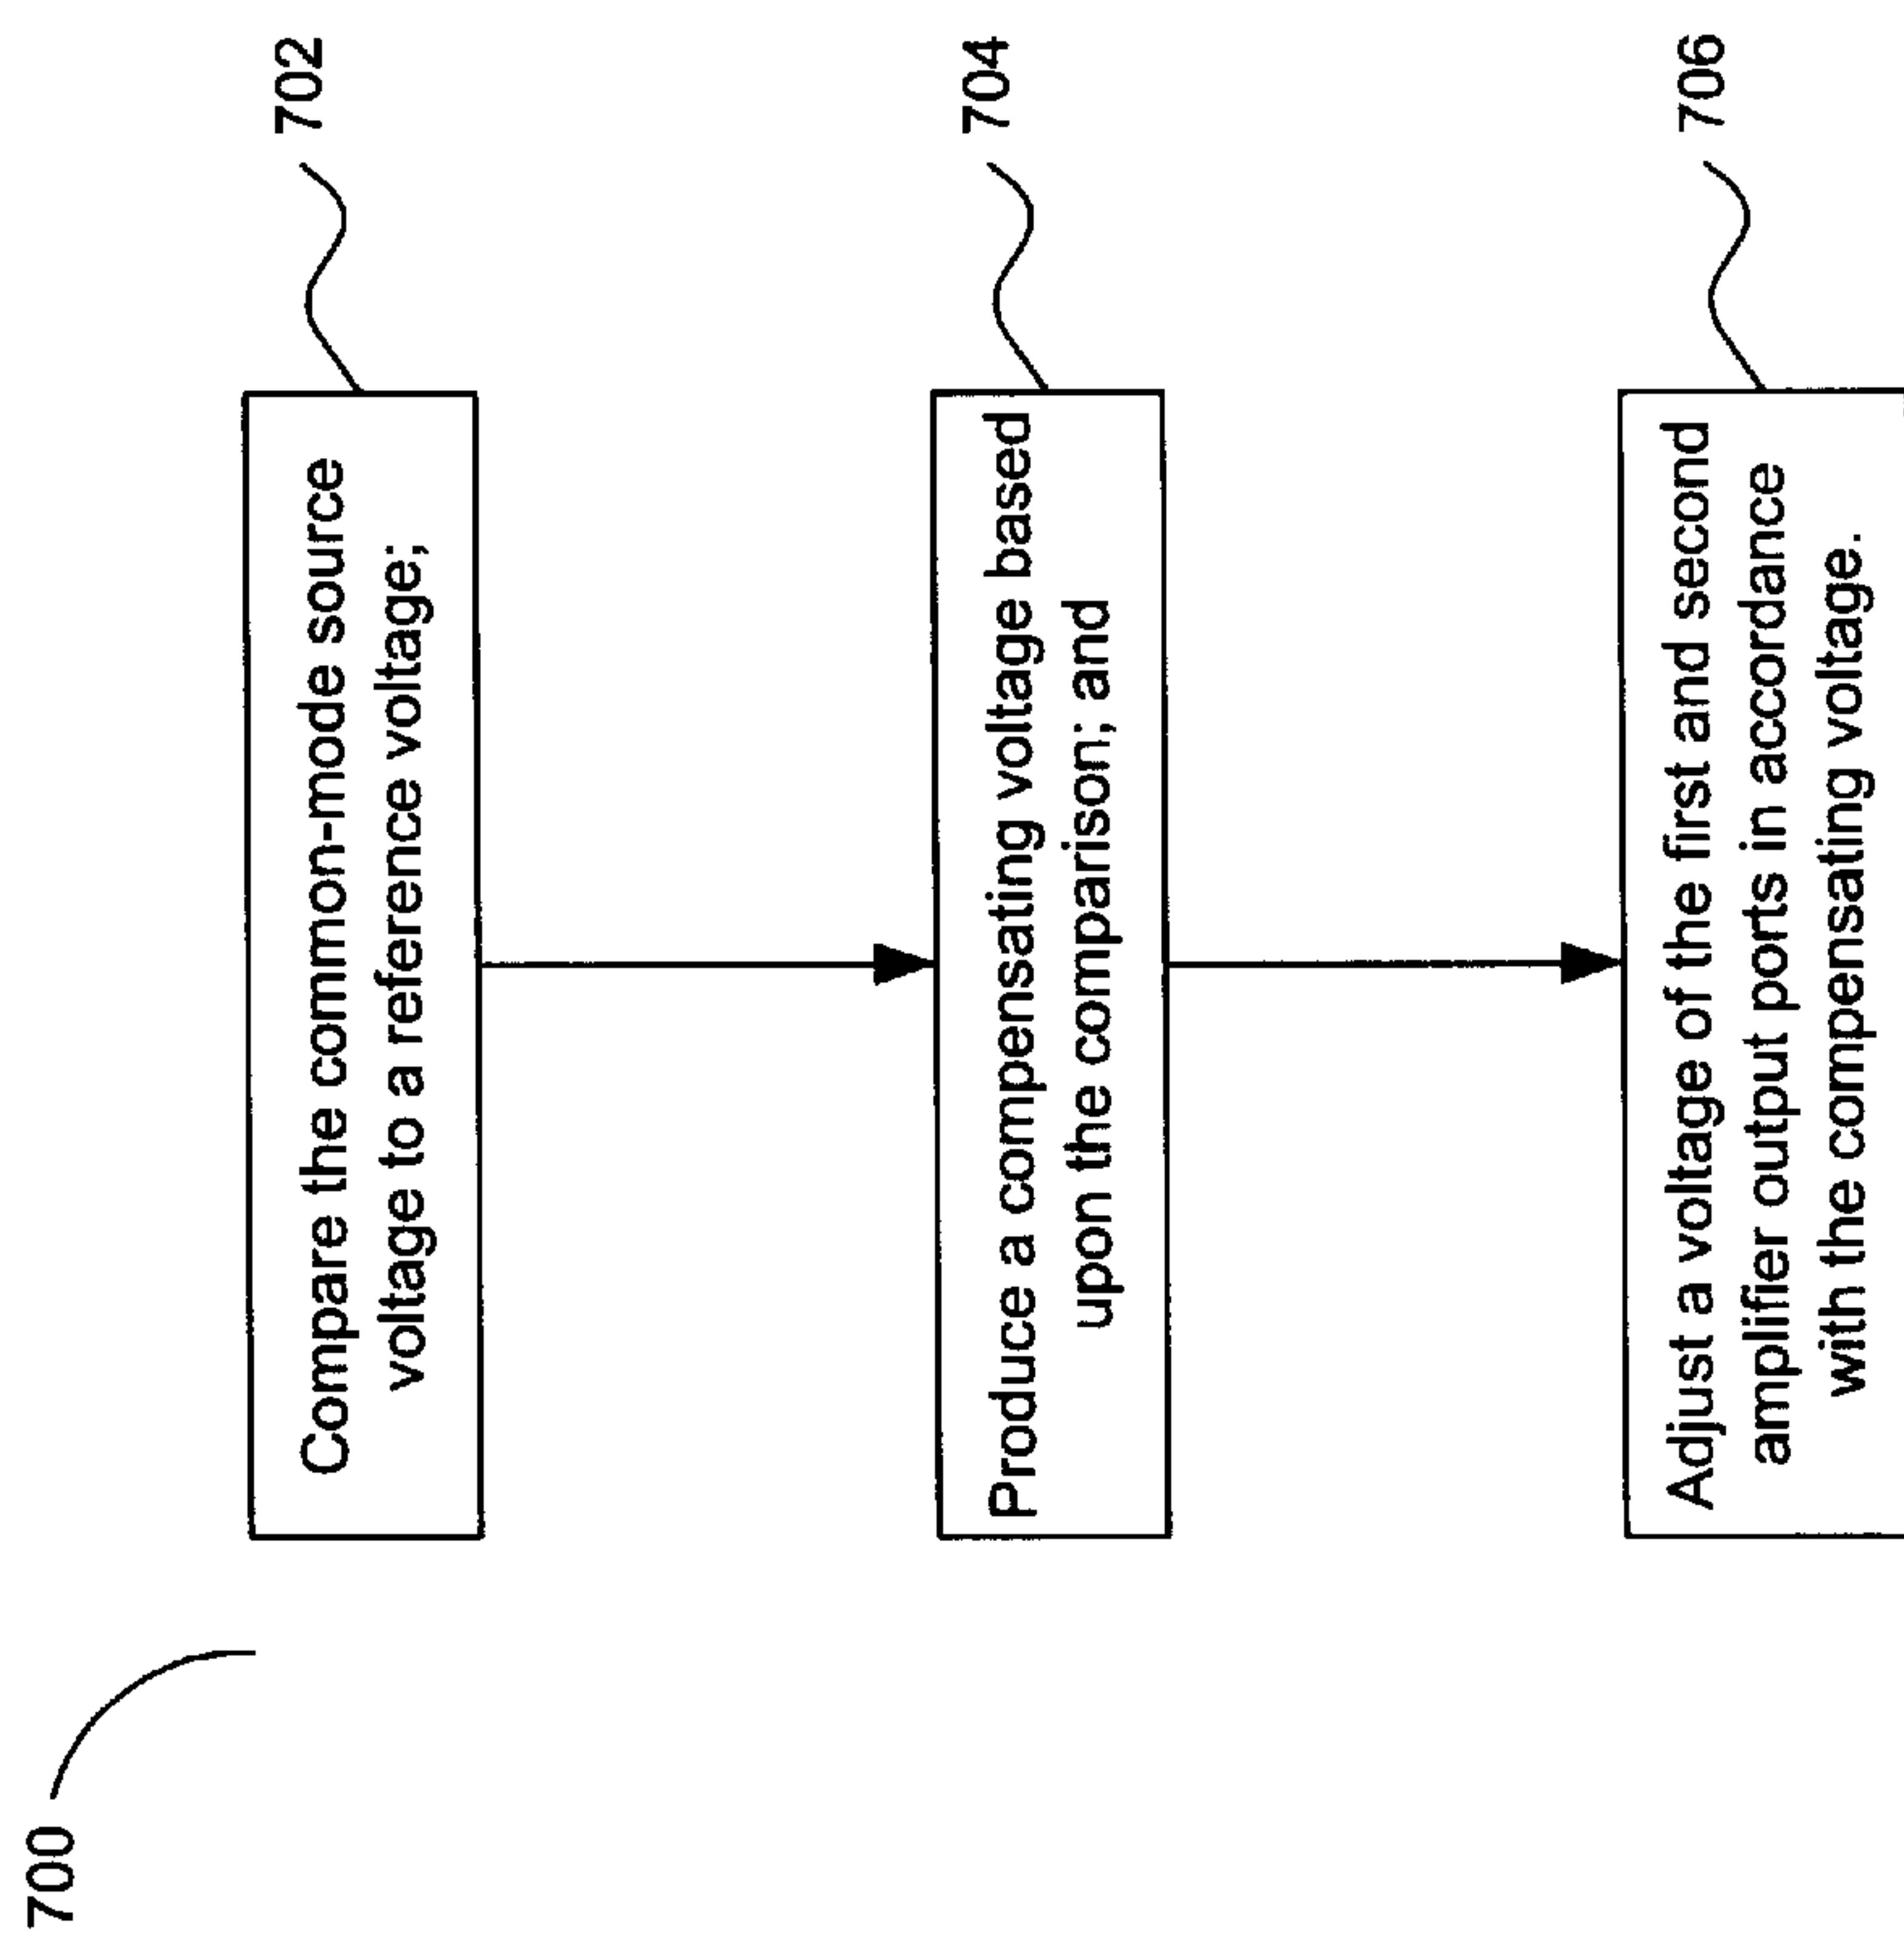 700
Compare the common-mode source
voltage to a reference voltage;
702
Produce a compensating voltage based
upon the comparison; and
704
Adjust a voltage of the first and second
amplifier output ports in accordance
with the compensating voltage.
706